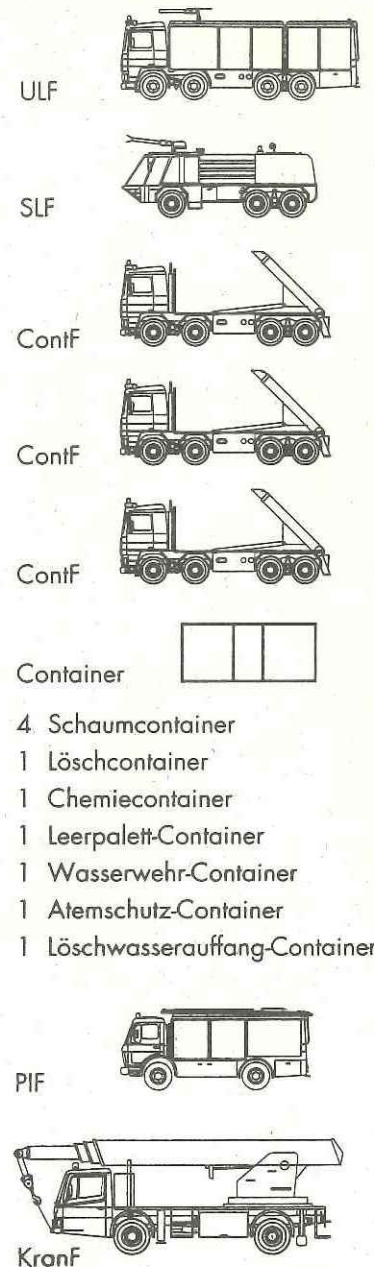 ULF
SLF
ContF
ContF
ContF
Container
4 Schaumcontainer
1 Löschcontainer
1 Chemiecontainer
1 Leerpalett-Container
1 Wasserwehr-Container
1 Atemschutz-Container
1 Löschwasserauffang-Container
PIF
KranF